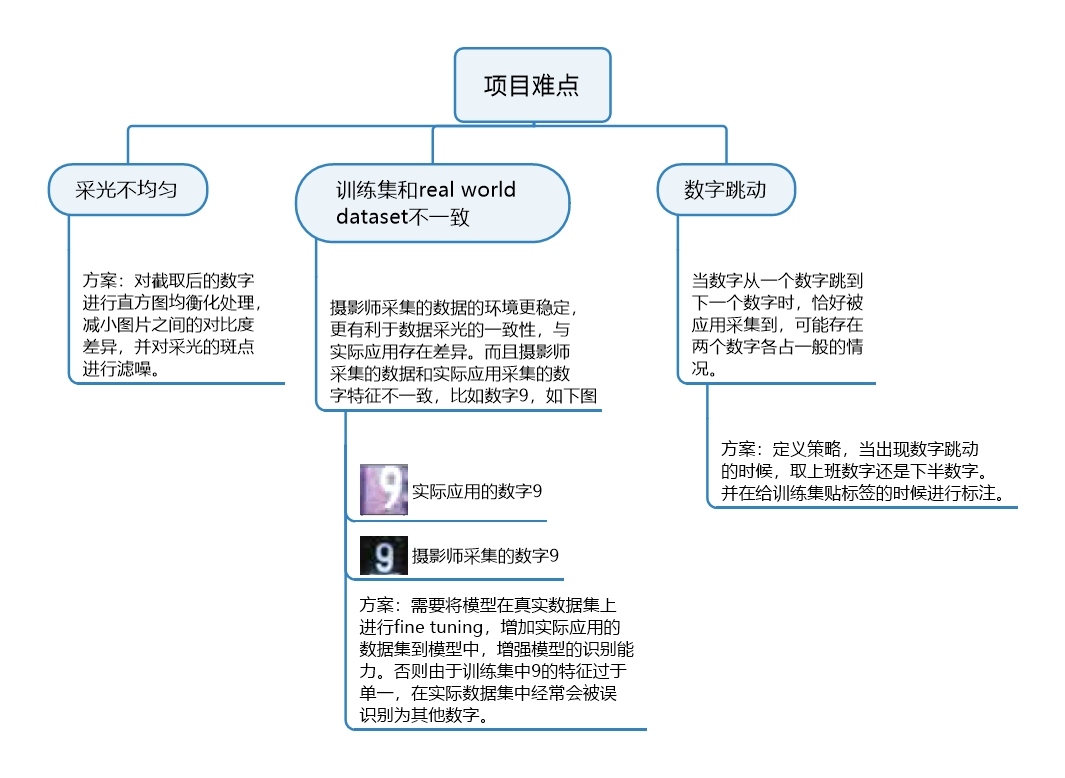 项目难点
采光不均匀
方案：对截取后的数字
进行直方图均衡化处理，
减小图片之间的对比度
差异，并对采光的斑点
进行滤噪。
训练集和real world
dataset不一致
摄影师采集的数据的环境更稳定，
更有利于数据采光的一致性，与
实际应用存在差异。而且摄影师
采集的数据和实际应用采集的数
字特征不一致，比如数字9，如下图
9
实际应用的数字9
9
摄影师采集的数字9
方案：需要将模型在真实数据集上
进行fine tuning，增加实际应用的
数据集到模型中，增强模型的识别能
力。否则由于训练集中9的特征过于
单一，在实际数据集中经常会被误
识别为其他数字。
数字跳动
当数字从一个数字跳到
下一个数字时，恰好被
应用采集到，可能存在
两个数字各占一般的情
况。
方案：定义策略，当出现数字跳动
的时候，取上班数字还是下半数字。
并在给训练集贴标签的时候进行标注。